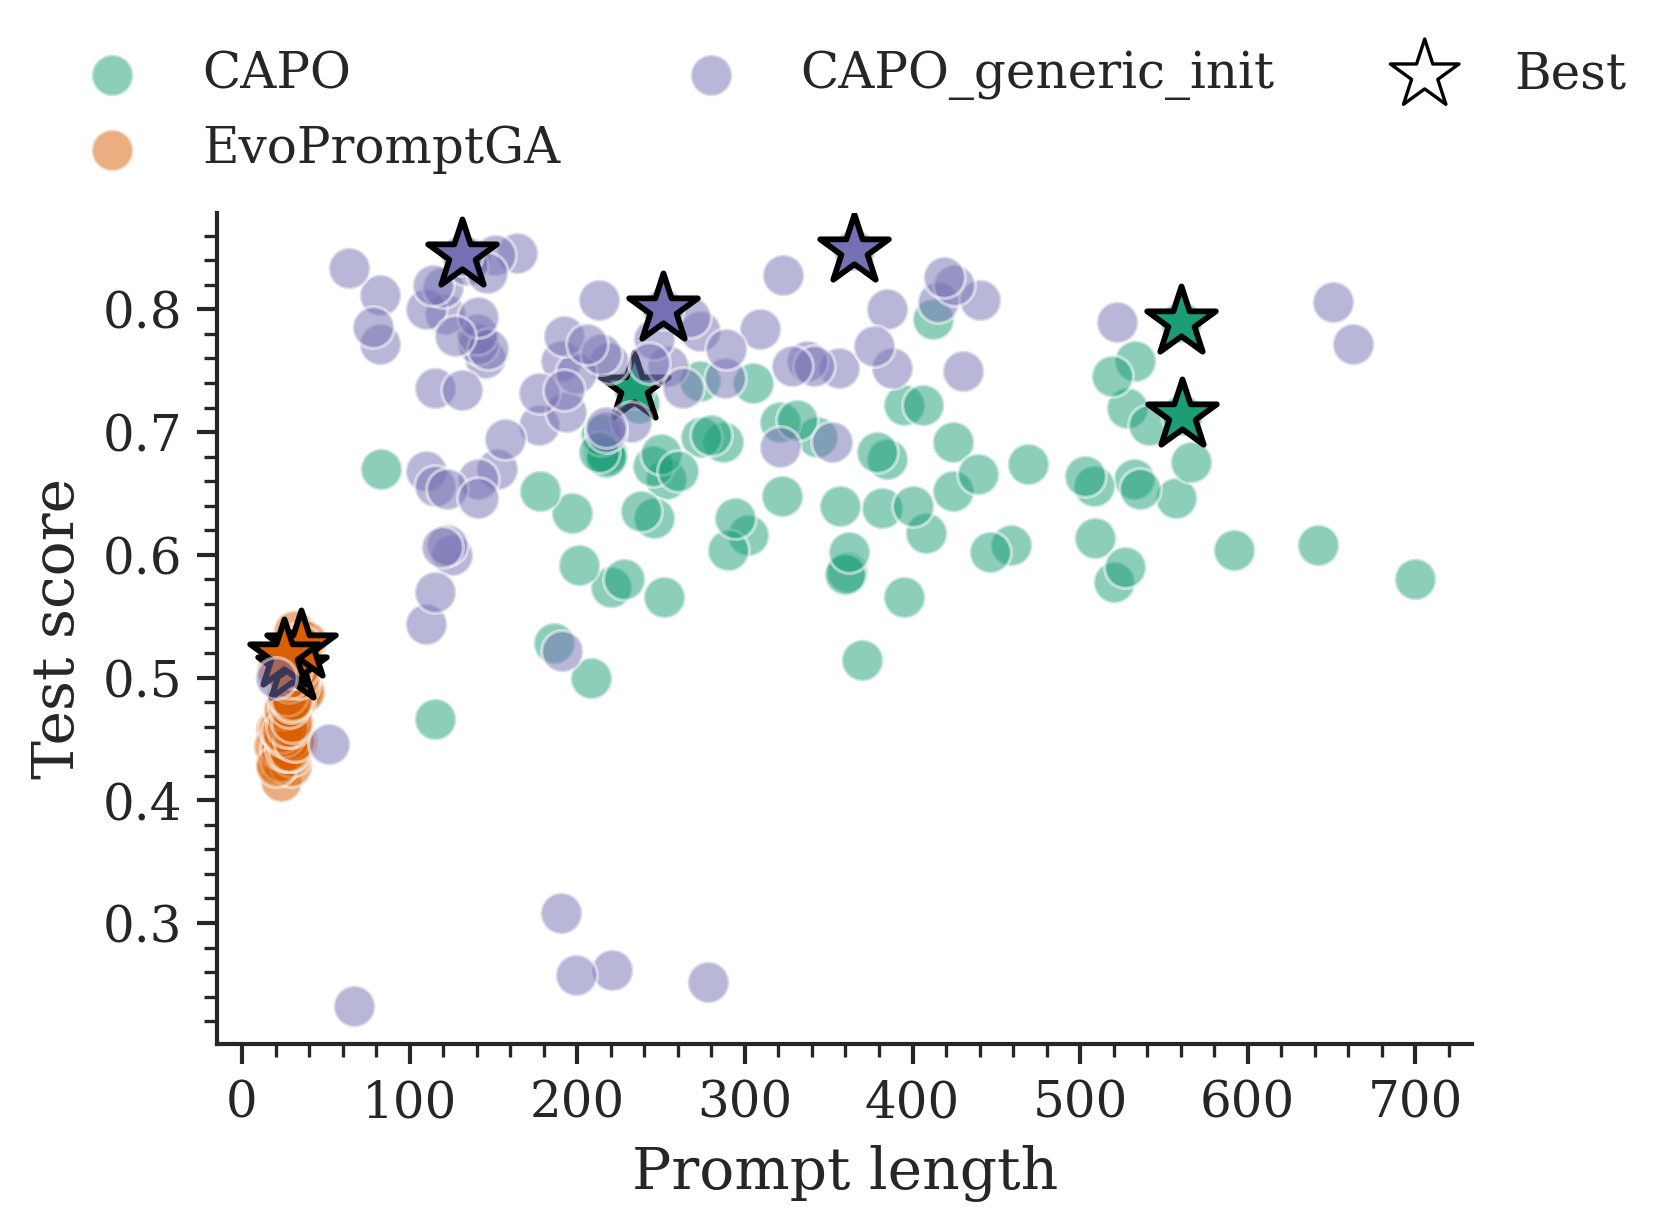 CAPO
CAPO_generic_init
Best
EvoPromptGA
Test score
0.8
0.7
0.6
0.5
0.4
0.3
0 100 200 300 400 500 600 700
Prompt length